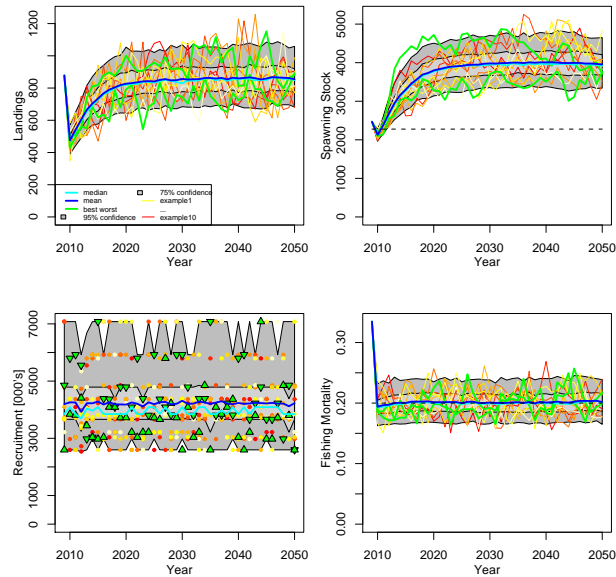 Landings
0 200 400 600 800 1200
median
mean
best worst
95% confidence
75% confidence
example1
...
example10
2010 2020 2030 2040 2050
Year
Spawning Stock
0 1000 2000 3000 4000 5000
2010 2020 2030 2040 2050
Year
Recruitment [000's]
0 1000 3000 5000 7000
2010 2020 2030 2040 2050
Year
Fishing Mortality
0.00 0.10 0.20 0.30
2010 2020 2030 2040 2050
Year